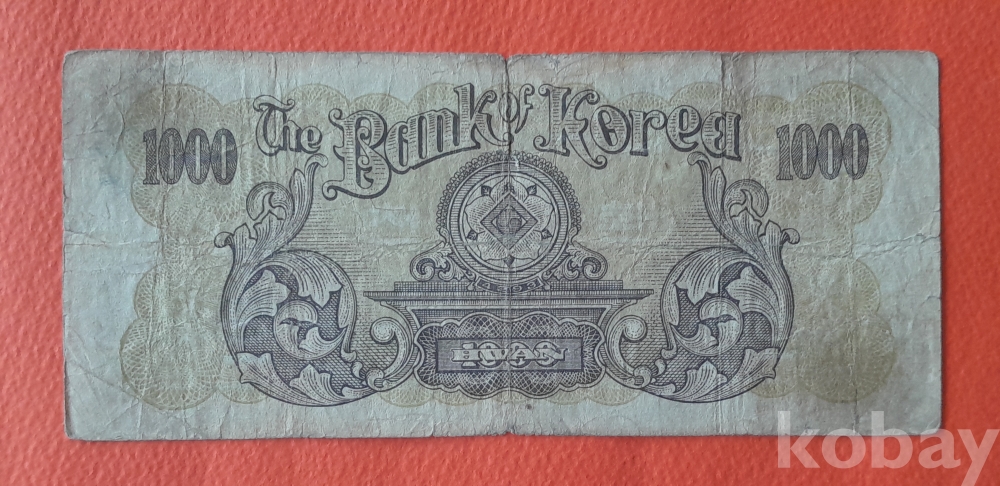 The Bank of Korea
1000 1000
HWAN
kobay